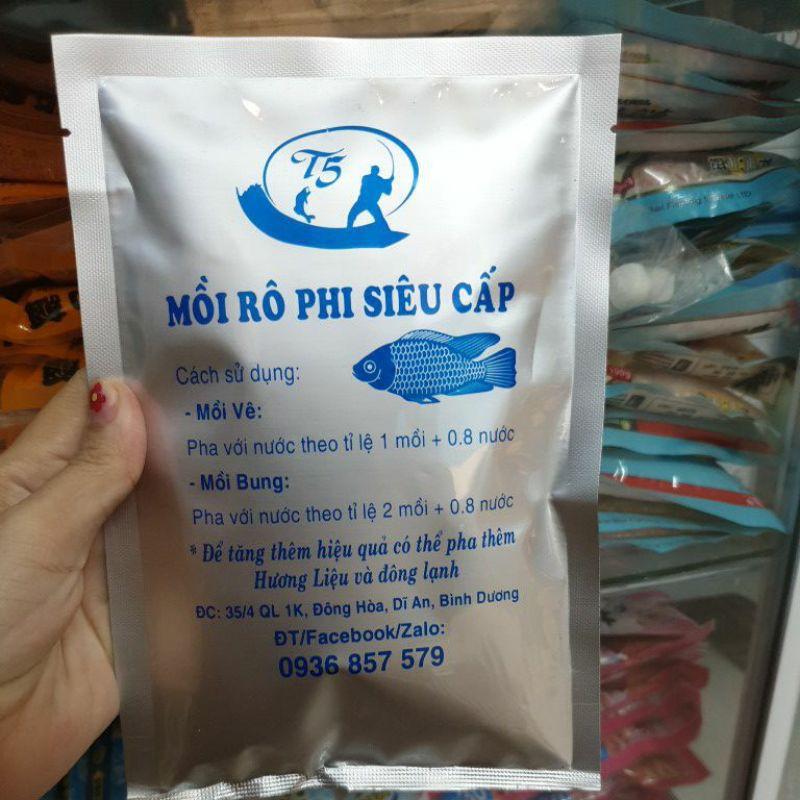 T5
MỒI RÔ PHI SIÊU CẤP
Cách sử dụng:
- Mồi Vê:
Pha với nước theo tỉ lệ 1 mồi + 0.8 nước
- Mồi Bung:
Pha với nước theo tỉ lệ 2 mồi + 0.8 nước
* Để tăng thêm hiệu quả có thể pha thêm
Hương Liệu và đông lạnh
ĐC: 35/4 QL 1K, Đông Hòa, Dĩ An, Bình Dương
ĐT/Facebook/Zalo:
0936 857 579